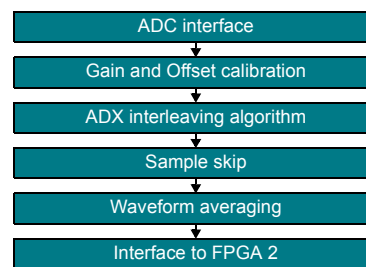 ADC interface
Gain and Offset calibration
ADX interleaving algorithm
Sample skip
Waveform averaging
Interface to FPGA 2